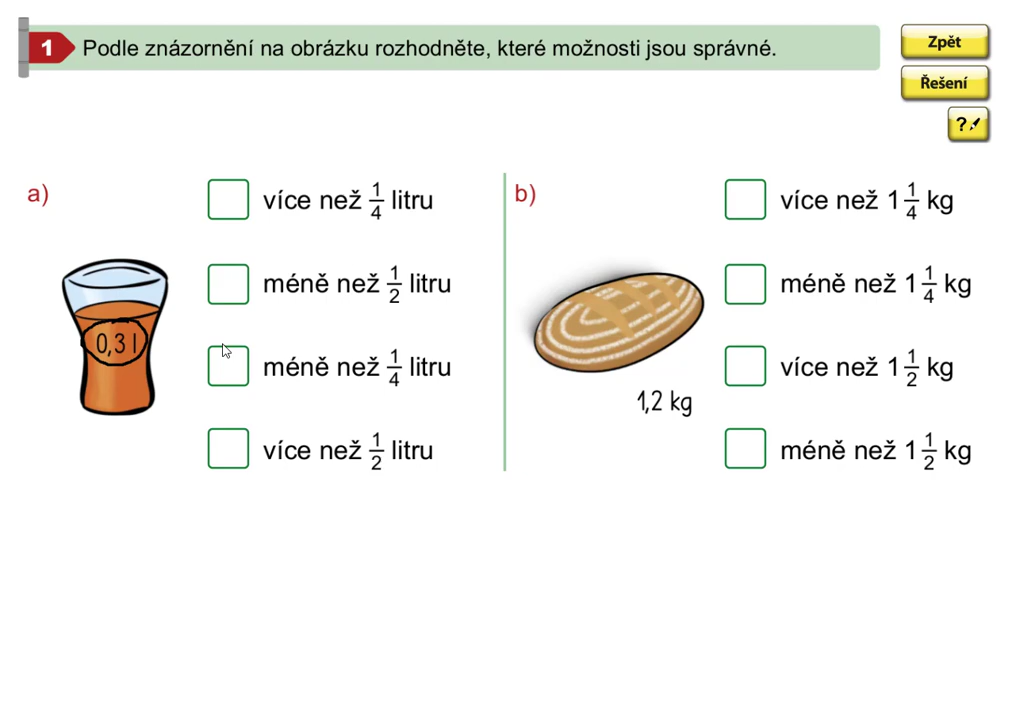 1 Podle znázornění na obrázku rozhodněte, které možnosti jsou správné.
Zpět
Řešení
?
a)
více než 1/4 litru
méně než 1/2 litru
méně než 1/4 litru
více než 1/2 litru
0,3 l
b)
více než 1 1/4 kg
méně než 1 1/4 kg
více než 1 1/2 kg
méně než 1 1/2 kg
1,2 kg